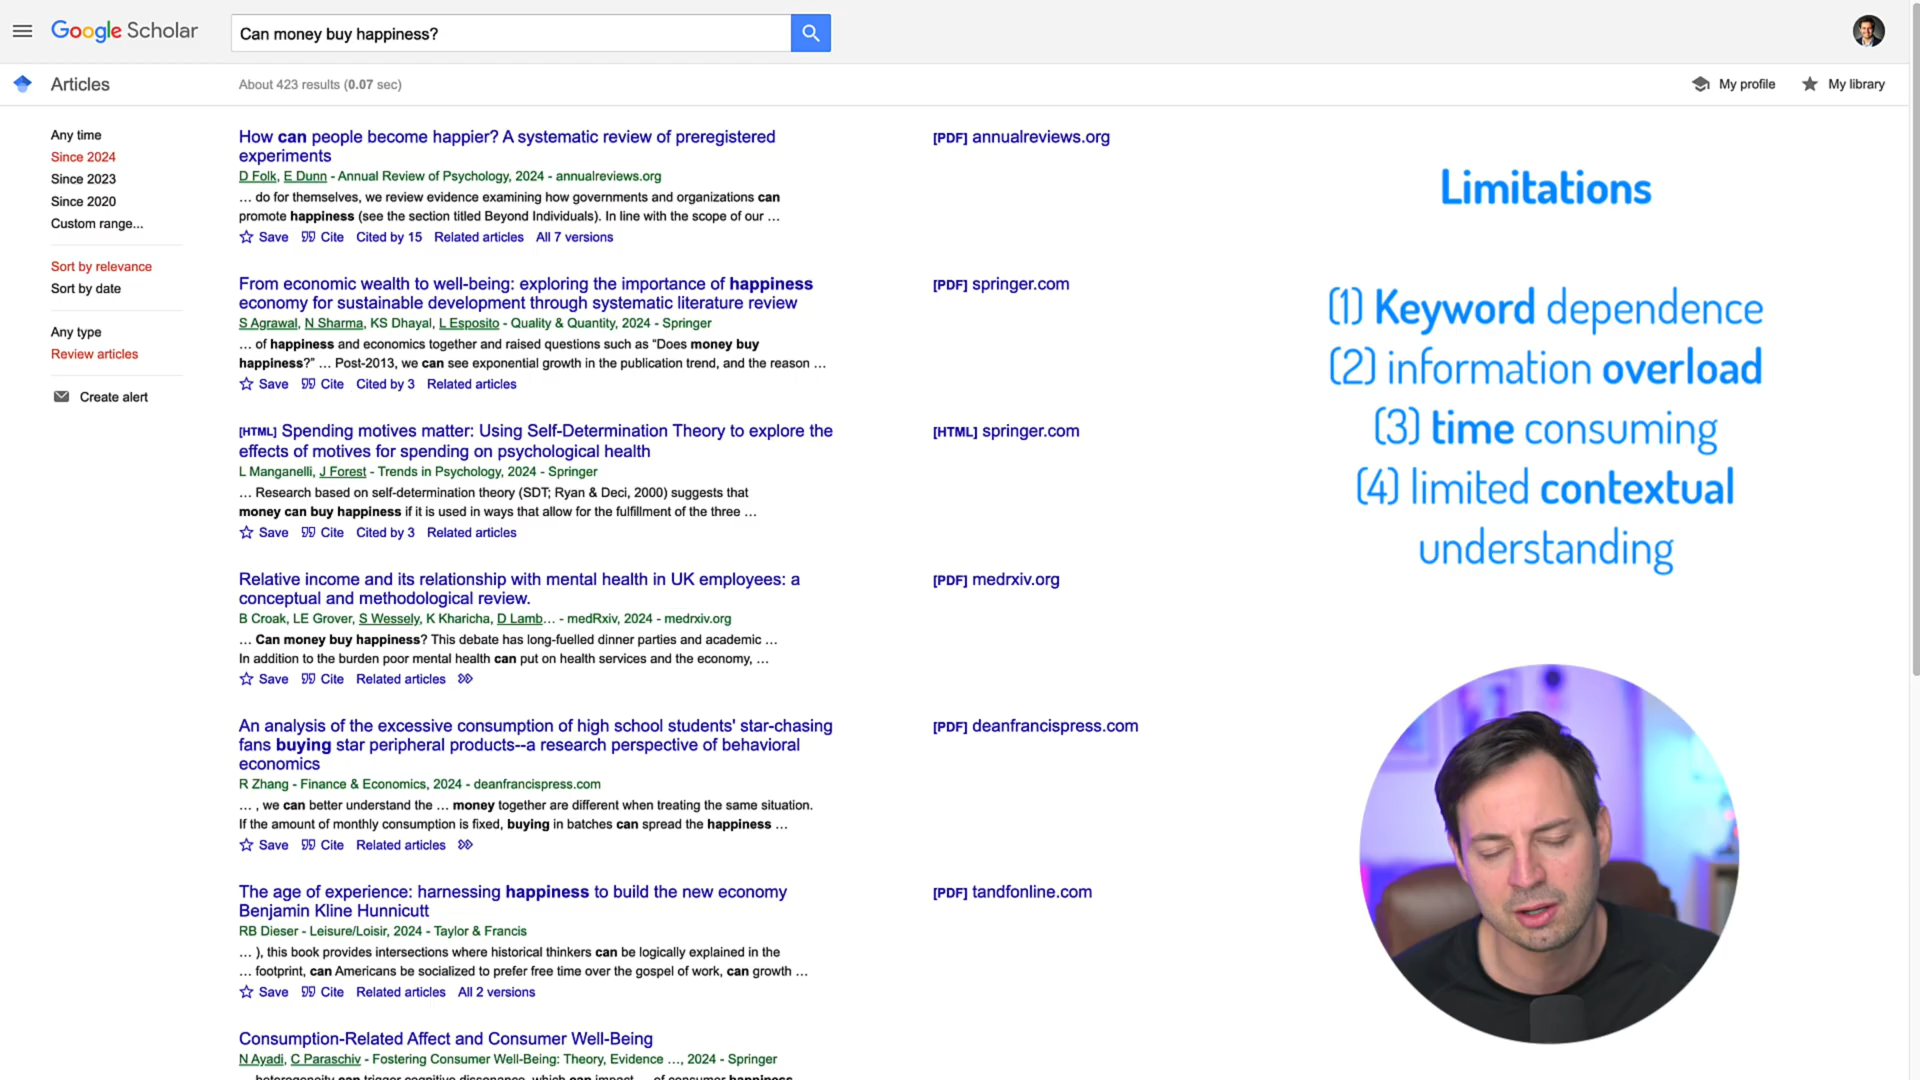 Google Scholar
Can money buy happiness?
Articles
About 423 results (0.07 sec)
My profile
My library
Any time
Since 2024
Since 2023
Since 2020
Custom range...
Sort by relevance
Sort by date
Any type
Review articles
Create alert
How can people become happier? A systematic review of preregistered
experiments
D Folk, E Dunn - Annual Review of Psychology, 2024 - annualreviews.org
… do for themselves, we review evidence examining how governments and organizations can
promote happiness (see the section titled Beyond Individuals). In line with the scope of our …
Save Cite Cited by 15 Related articles All 7 versions
[PDF] annualreviews.org
From economic wealth to well-being: exploring the importance of happiness
economy for sustainable development through systematic literature review
S Agrawal, N Sharma, KS Dhayal, L Esposito - Quality & Quantity, 2024 - Springer
… of happiness and economics together and raised questions such as “Does money buy
happiness?” … Post-2013, we can see exponential growth in the publication trend, and the reason …
Save Cite Cited by 3 Related articles
[PDF] springer.com
[HTML] Spending motives matter: Using Self-Determination Theory to explore the
effects of motives for spending on psychological health
L Manganelli, J Forest - Trends in Psychology, 2024 - Springer
… Research based on self-determination theory (SDT; Ryan & Deci, 2000) suggests that
money can buy happiness if it is used in ways that allow for the fulfillment of the three …
Save Cite Cited by 3 Related articles
[HTML] springer.com
Relative income and its relationship with mental health in UK employees: a
conceptual and methodological review.
B Croak, LE Grover, S Wessely, K Kharicha, D Lamb… - medRxiv, 2024 - medrxiv.org
… Can money buy happiness? This debate has long-fuelled dinner parties and academic …
In addition to the burden poor mental health can put on health services and the economy, …
Save Cite Related articles
[PDF] medrxiv.org
An analysis of the excessive consumption of high school students' star-chasing
fans buying star peripheral products--a research perspective of behavioral
economics
R Zhang - Finance & Economics, 2024 - deanfrancispress.com
… , we can better understand the … money together are different when treating the same situation.
If the amount of monthly consumption is fixed, buying in batches can spread the happiness …
Save Cite Related articles
[PDF] deanfrancispress.com
The age of experience: harnessing happiness to build the new economy
Benjamin Kline Hunnicutt
RB Dieser - Leisure/Loisir, 2024 - Taylor & Francis
… ), this book provides intersections where historical thinkers can be logically explained in the
… footprint, can Americans be socialized to prefer free time over the gospel of work, can growth …
Save Cite Related articles All 2 versions
[PDF] tandfonline.com
Consumption-Related Affect and Consumer Well-Being
N Ayadi, C Paraschiv - Fostering Consumer Well-Being: Theory, Evidence …, 2024 - Springer
… heterogeneity can trigger cognitive dissonance, which can impact … of consumer happiness
Limitations
(1) Keyword dependence
(2) information overload
(3) time consuming
(4) limited contextual
understanding